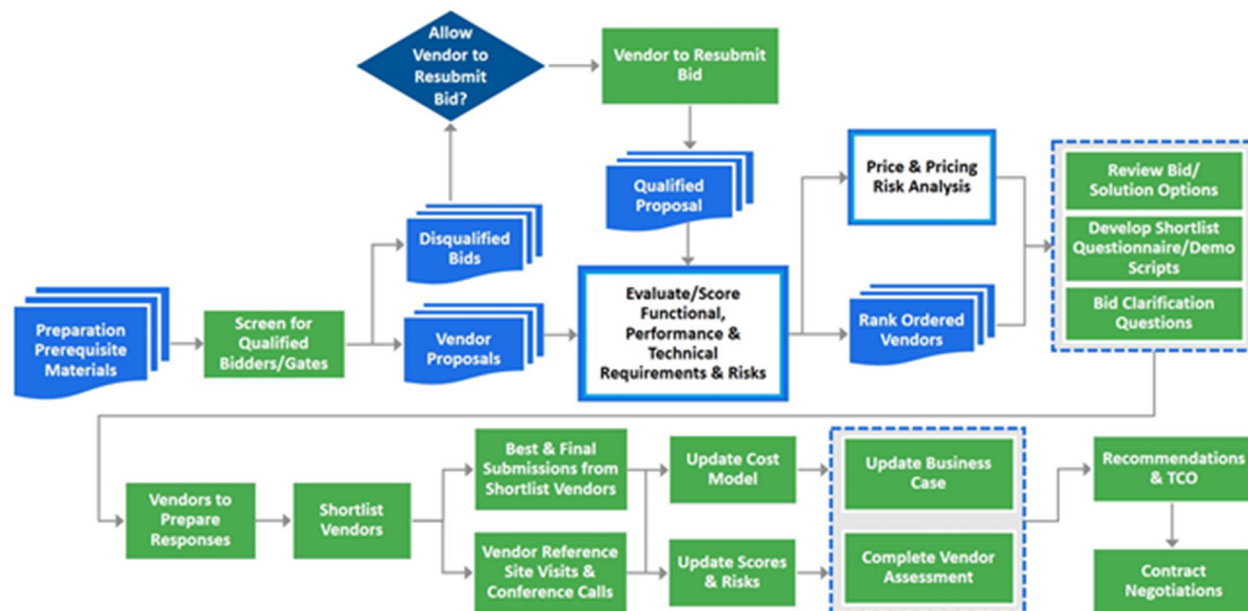 Allow
Vendor to
Resubmit
Bid?
Vendor to Resubmit
Bid
Qualified
Proposal
Price & Pricing
Risk Analysis
Review Bid/
Solution Options
Develop Shortlist
Questionnaire/Demo
Scripts
Bid Clarification
Questions
Disqualified
Bids
Preparation
Prerequisite
Materials
Screen for
Qualified
Bidders/Gates
Vendor
Proposals
Evaluate/Score
Functional,
Performance &
Technical
Requirements & Risks
Rank Ordered
Vendors
Vendors to
Prepare
Responses
Shortlist
Vendors
Best & Final
Submissions from
Shortlist Vendors
Vendor Reference
Site Visits &
Conference Calls
Update Cost
Model
Update Scores
& Risks
Update Business
Case
Complete Vendor
Assessment
Recommendations
& TCO
Contract
Negotiations